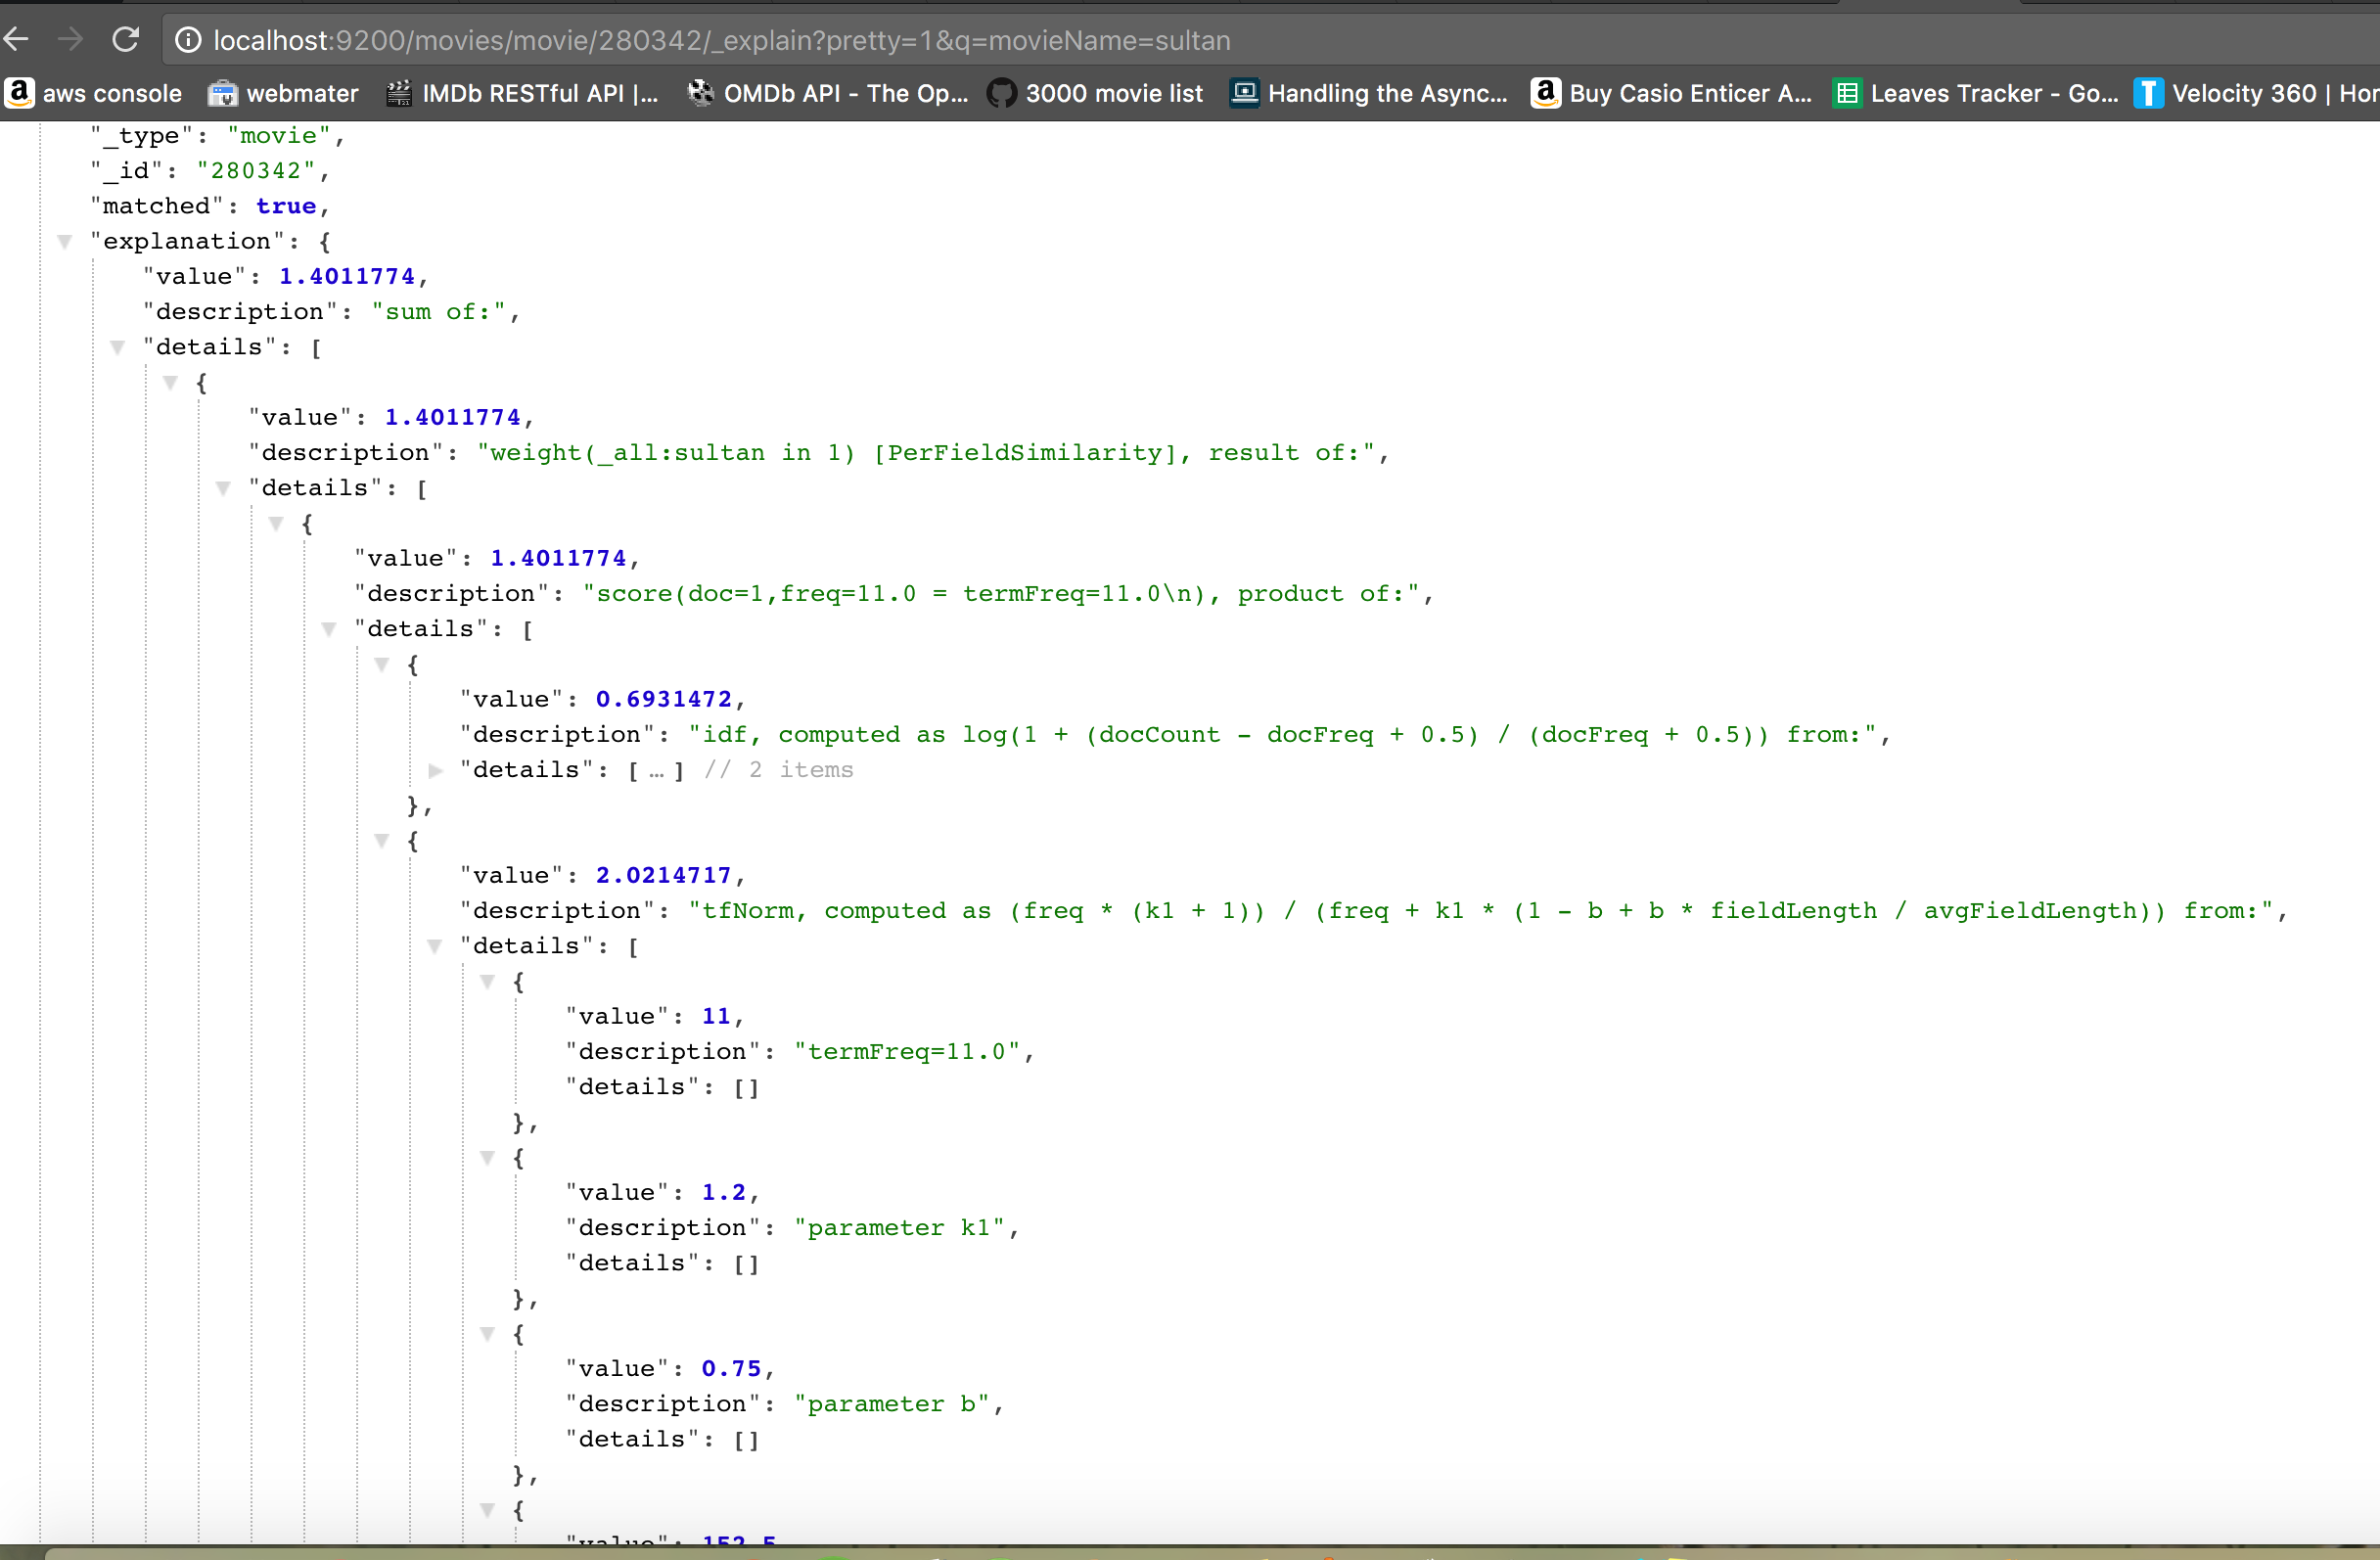 localhost:9200/movies/movie/280342/_explain?pretty=1&q=movieName=sultan
aws console webmater IMDb RESTful API |... OMDb API - The Op... 3000 movie list Handling the Async... Buy Casio Enticer A... Leaves Tracker - Go... Velocity 360 | Hor
"_type": "movie",
"_id": "280342",
"matched": true,
"explanation": {
"value": 1.4011774,
"description": "sum of:",
"details": [
{
"value": 1.4011774,
"description": "weight(_all:sultan in 1) [PerFieldSimilarity], result of:",
"details": [
{
"value": 1.4011774,
"description": "score(doc=1,freq=11.0 = termFreq=11.0\n), product of:",
"details": [
{
"value": 0.6931472,
"description": "idf, computed as log(1 + (docCount - docFreq + 0.5) / (docFreq + 0.5)) from:",
"details": [ … ] // 2 items
},
{
"value": 2.0214717,
"description": "tfNorm, computed as (freq * (k1 + 1)) / (freq + k1 * (1 - b + b * fieldLength / avgFieldLength)) from:",
"details": [
{
"value": 11,
"description": "termFreq=11.0",
"details": []
},
{
"value": 1.2,
"description": "parameter k1",
"details": []
},
{
"value": 0.75,
"description": "parameter b",
"details": []
},
{
"value": 152.5